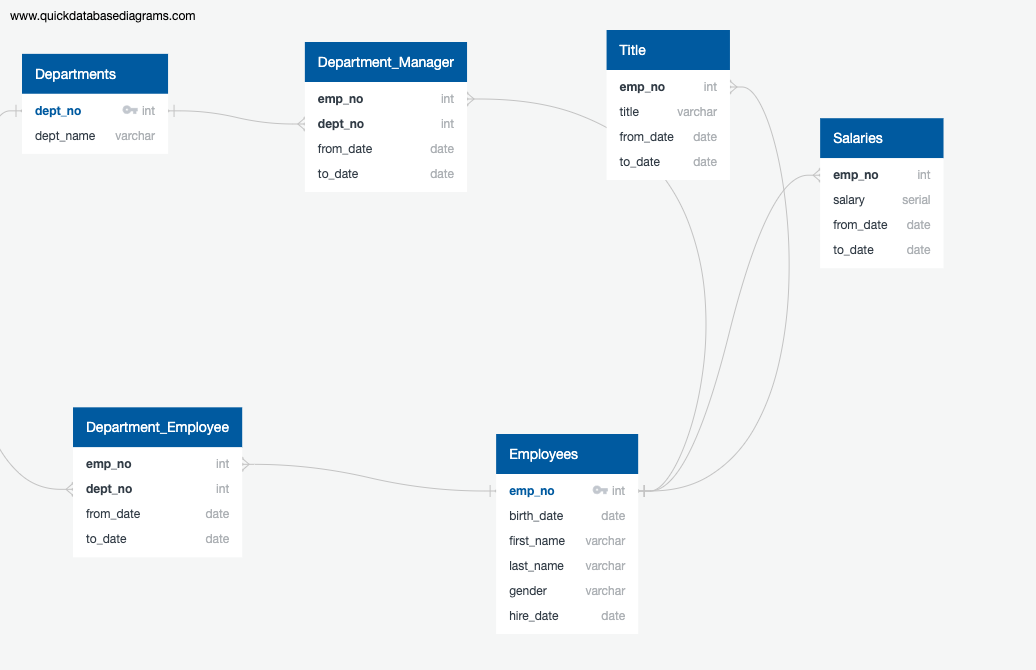 www.quickdatabasediagrams.com
Departments
dept_no int
dept_name varchar
Department_Manager
emp_no int
dept_no int
from_date date
to_date date
Title
emp_no int
title varchar
from_date date
to_date date
Salaries
emp_no int
salary serial
from_date date
to_date date
Department_Employee
emp_no int
dept_no int
from_date date
to_date date
Employees
emp_no int
birth_date date
first_name varchar
last_name varchar
gender varchar
hire_date date